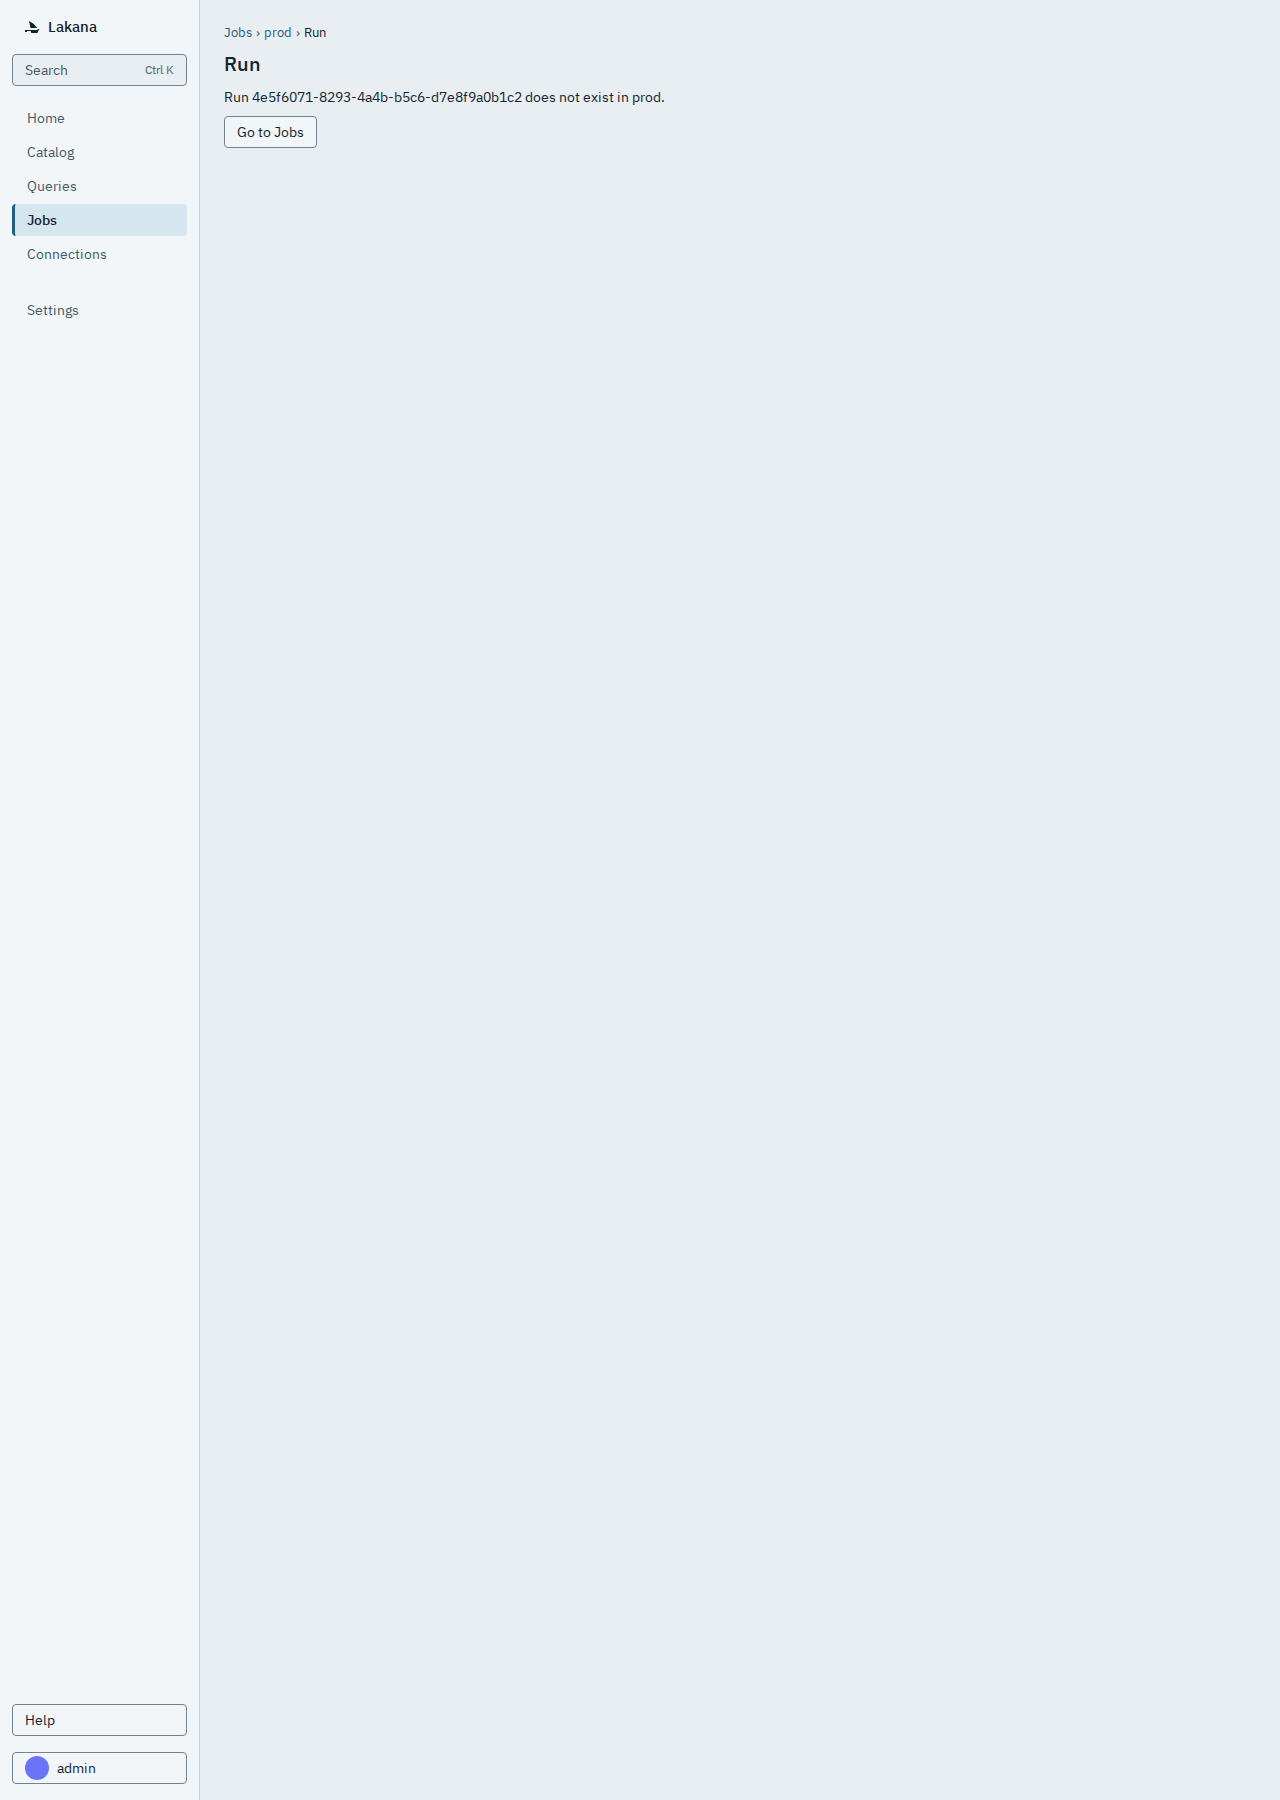 Lakana
Search Ctrl K
Home
Catalog
Queries
Jobs
Connections
Settings
Help
admin
Jobs › prod › Run
Run
Run 4e5f6071-8293-4a4b-b5c6-d7e8f9a0b1c2 does not exist in prod.
Go to Jobs